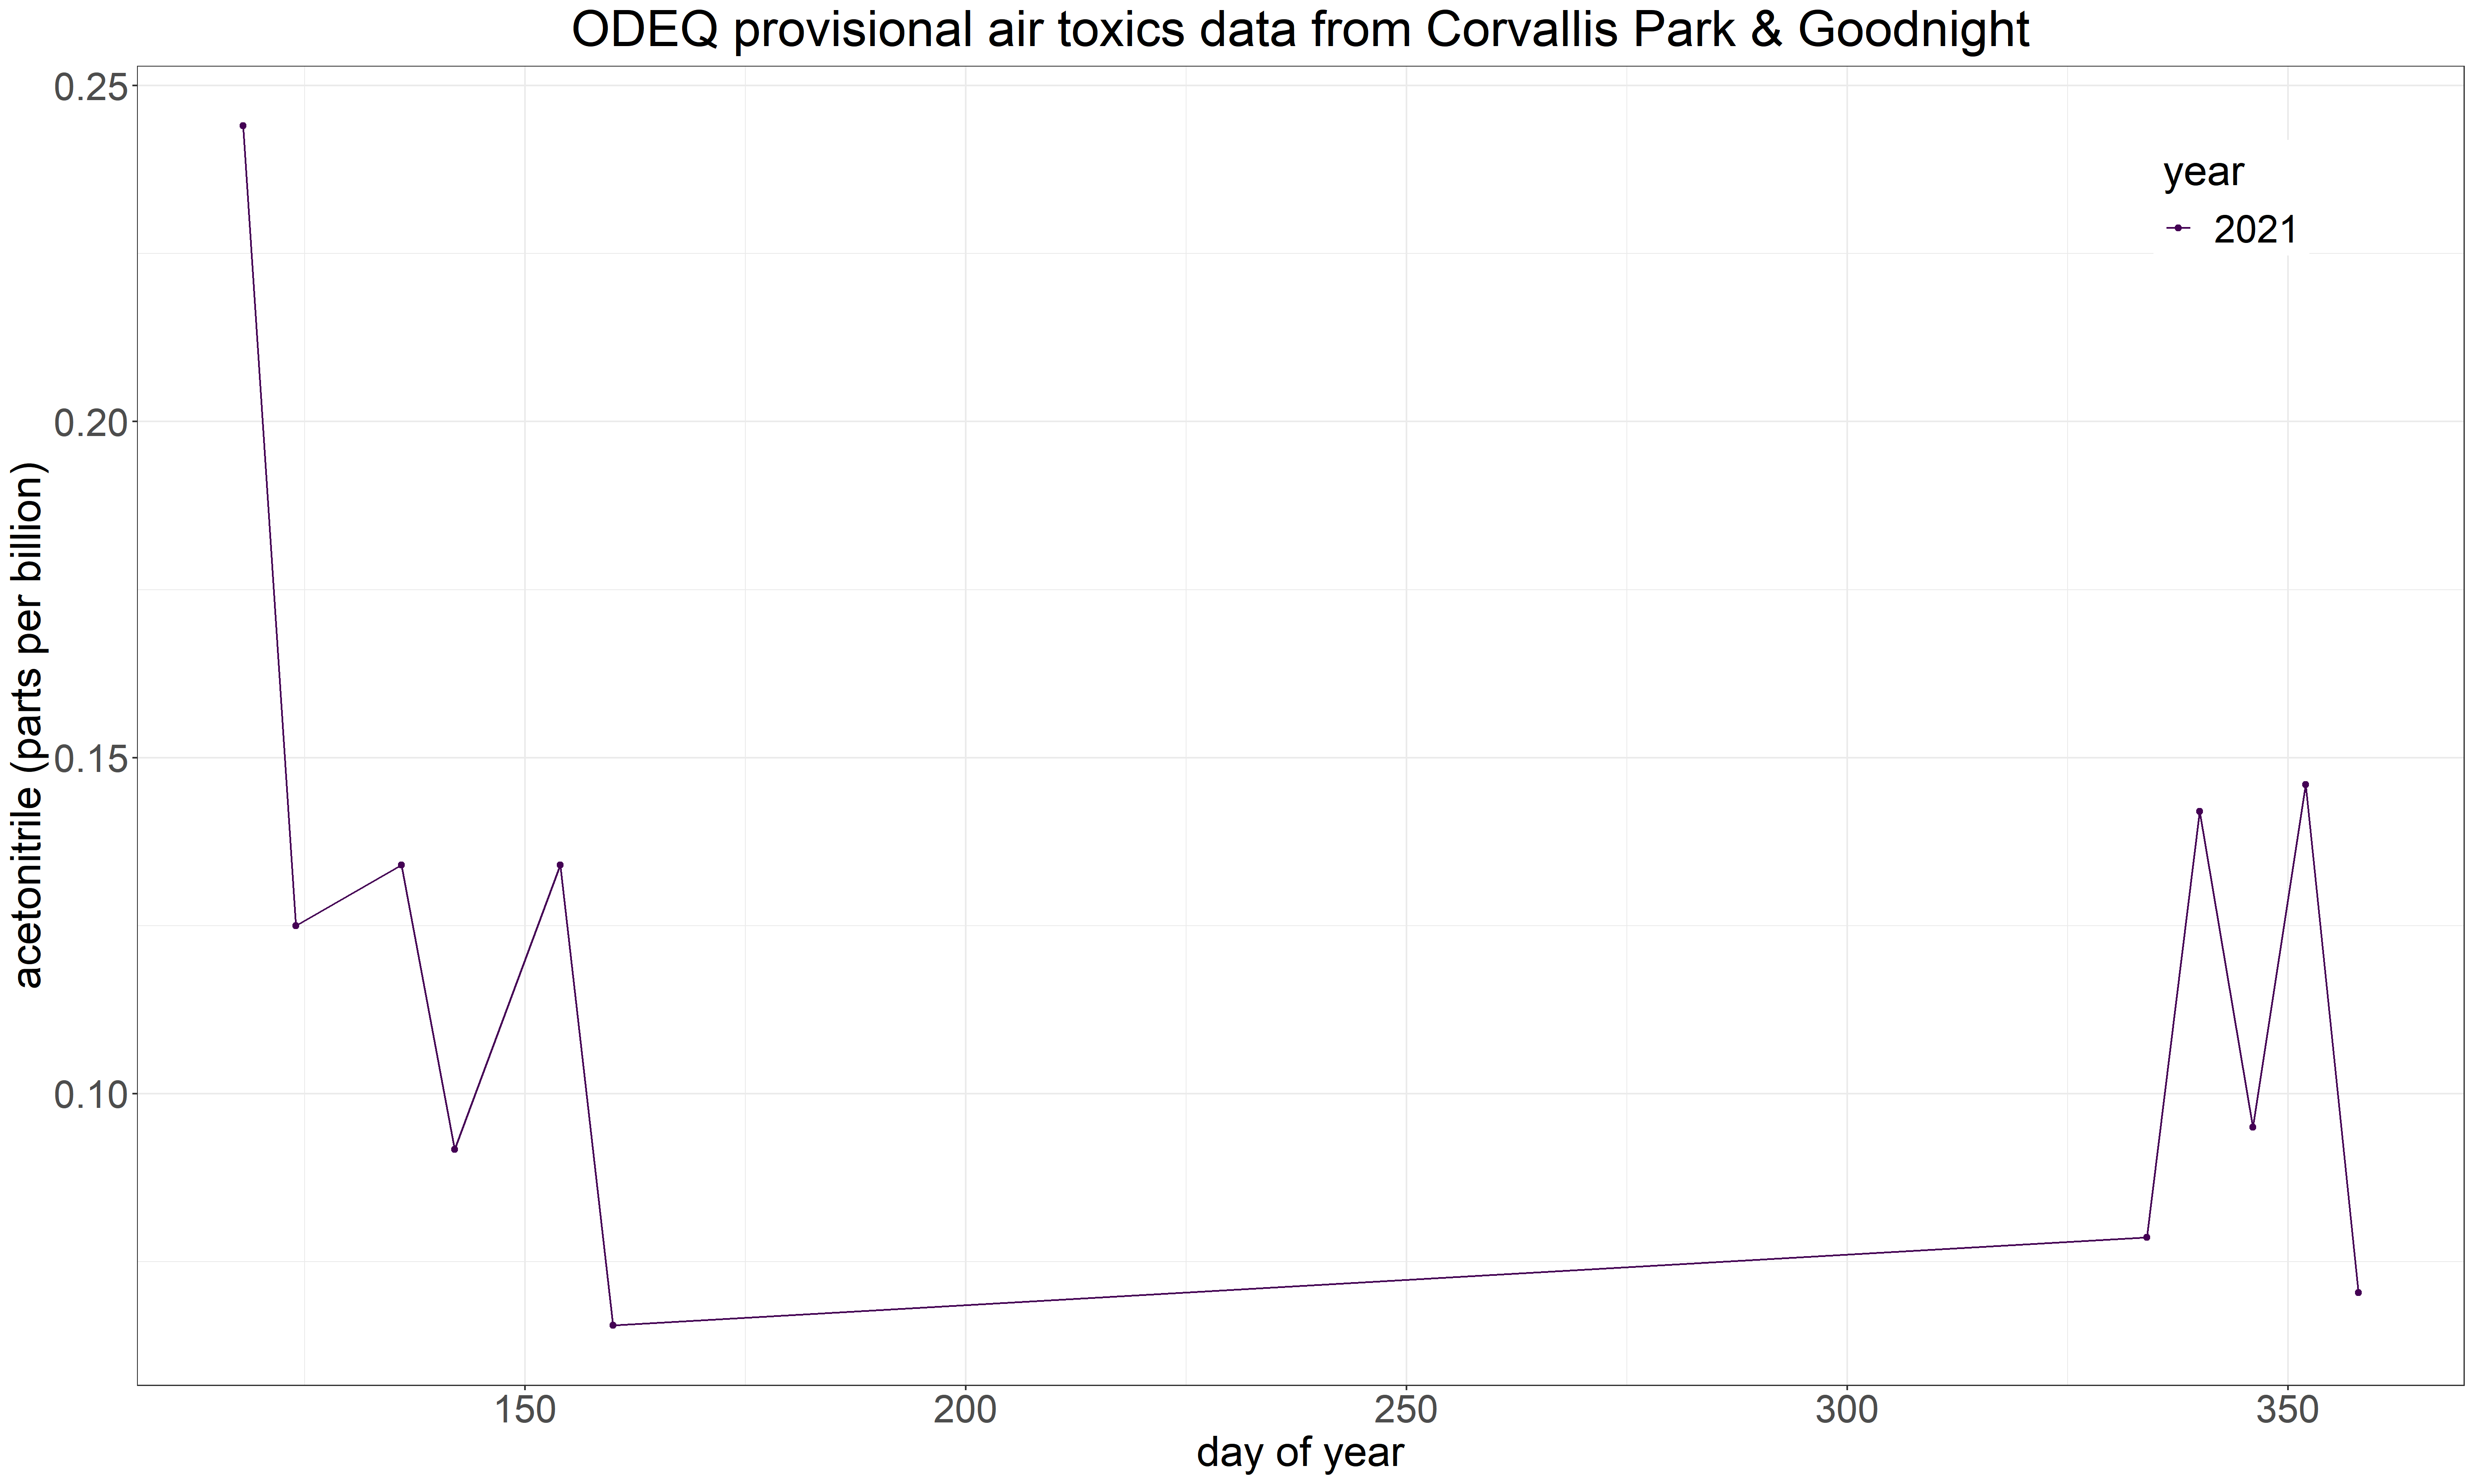 ODEQ provisional air toxics data from Corvallis Park & Goodnight
0.25
0.20
0.15
0.10
acetonitrile (parts per billion)
year
2021
150 200 250 300 350
day of year